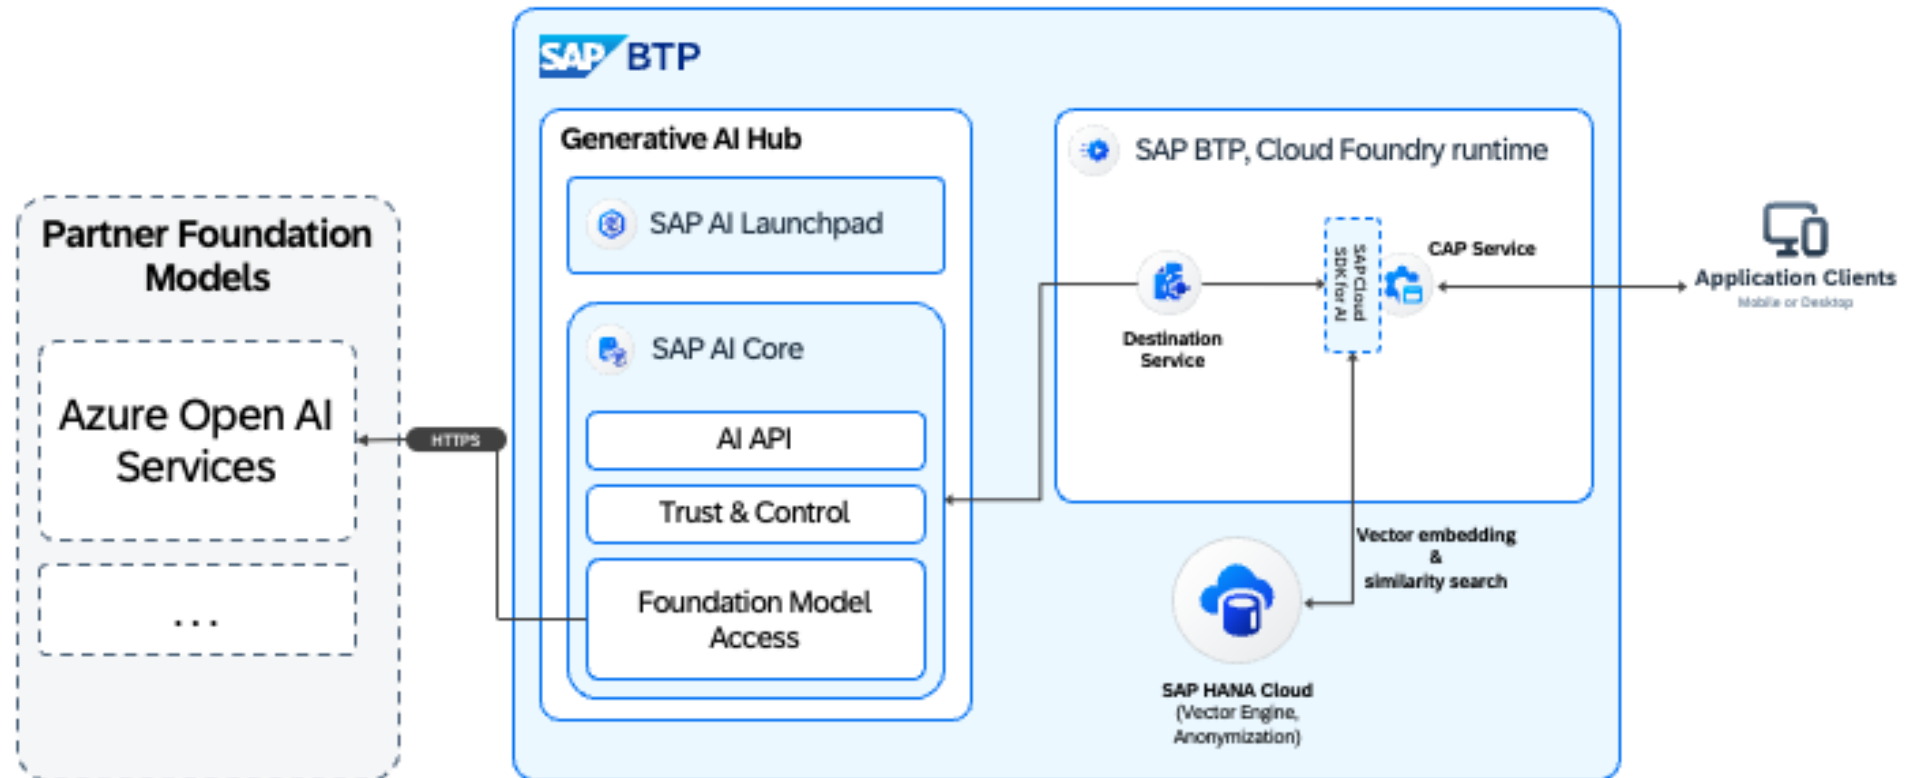 SAP BTP
Generative AI Hub
SAP AI Launchpad
SAP AI Core
AI API
Trust & Control
Foundation Model
Access
Partner Foundation
Models
Azure Open AI
Services
...
HTTPS
SAP BTP, Cloud Foundry runtime
Destination
Service
SAP Cloud
SDK for AI
CAP Service
Application Clients
Mobile or Desktop
Vector embedding
&
similarity search
SAP HANA Cloud
(Vector Engine,
Anonymization)